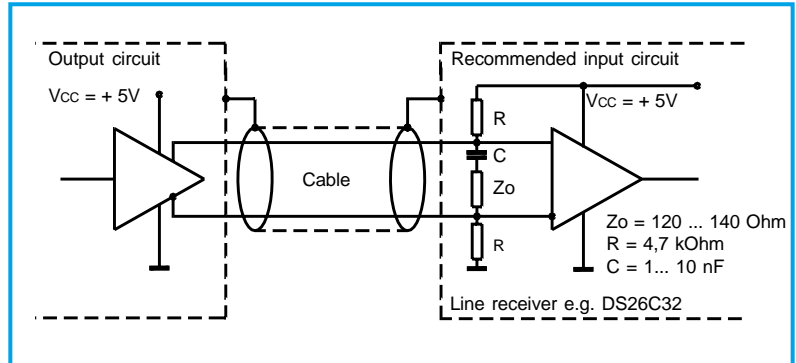 Output circuit
VCC = + 5V
Cable
Recommended input circuit
VCC = + 5V
R
C
Zo
R
Zo = 120 ... 140 Ohm
R = 4,7 kOhm
C = 1... 10 nF
Line receiver e.g. DS26C32